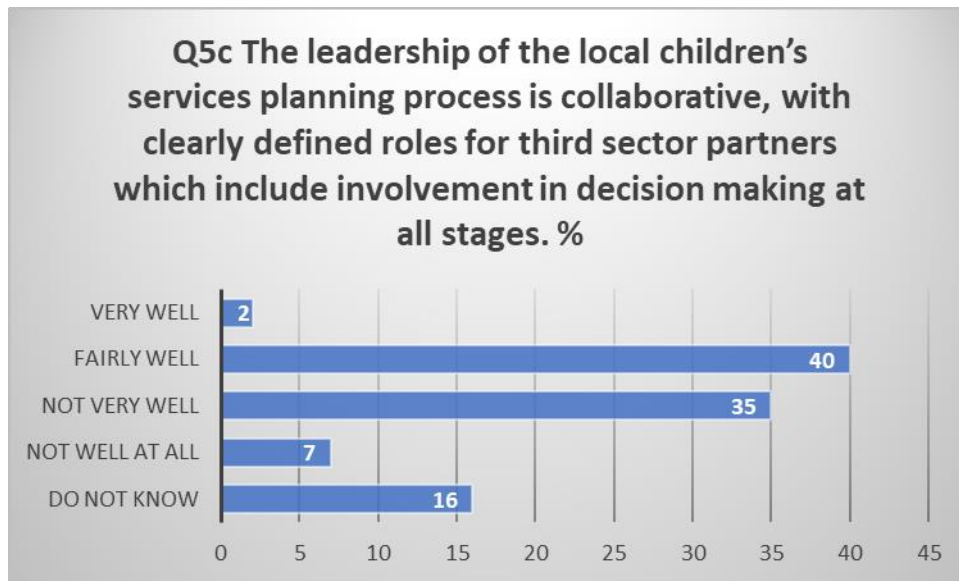 Q5c The leadership of the local children’s
services planning process is collaborative, with
clearly defined roles for third sector partners
which include involvement in decision making at
all stages. %
VERY WELL 2
FAIRLY WELL 40
NOT VERY WELL 35
NOT WELL AT ALL 7
DO NOT KNOW 16
0 5 10 15 20 25 30 35 40 45